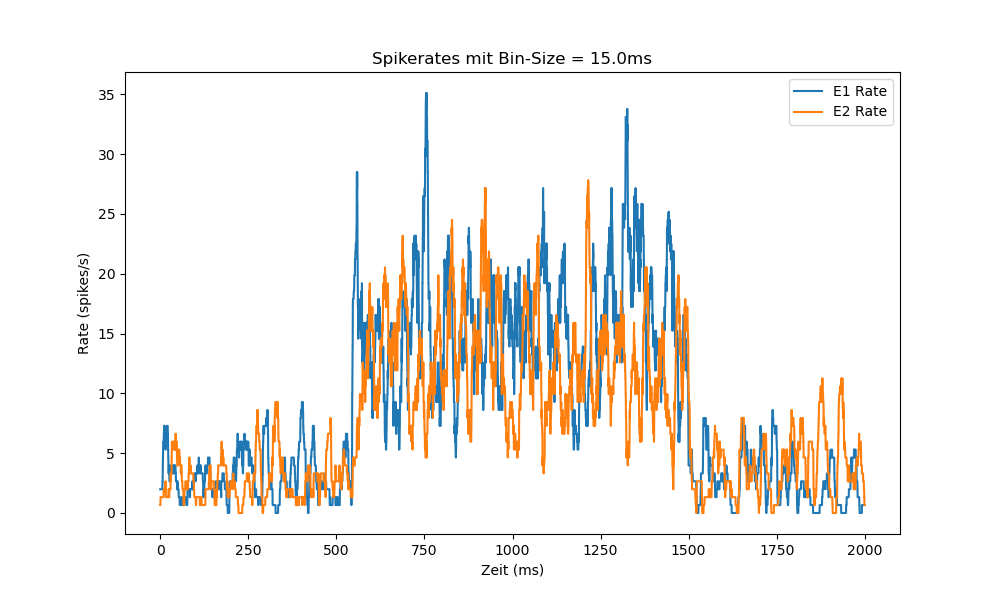 Spikerates mit Bin-Size = 15.0ms
E1 Rate
E2 Rate
Rate (spikes/s)
35
30
25
20
15
10
5
0
0 250 500 750 1000 1250 1500 1750 2000
Zeit (ms)